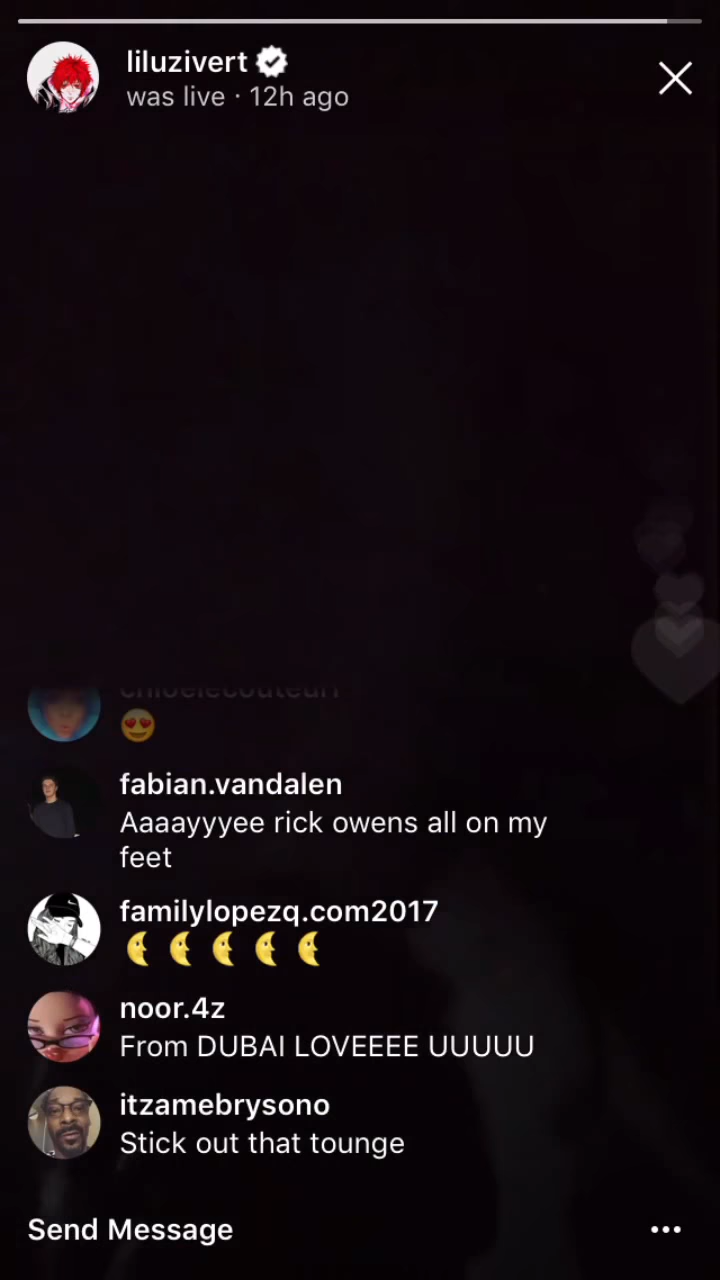 liluzivert
was live · 12h ago
fabian.vandalen
Aaaayyyee rick owens all on my
feet
familylopezq.com2017
noor.4z
From DUBAI LOVEEEE UUUUU
itzamebrysono
Stick out that tounge
Send Message